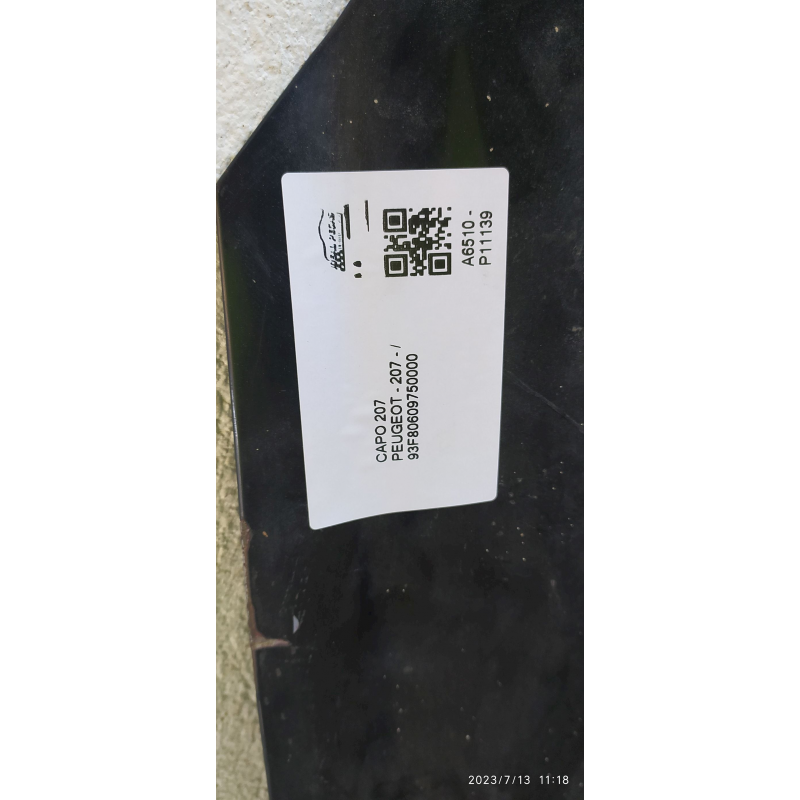 CAPO 207
PEUGEOT - 207 - /
93F80609750000
A6510 -
P11139
2023/7/13 11:18